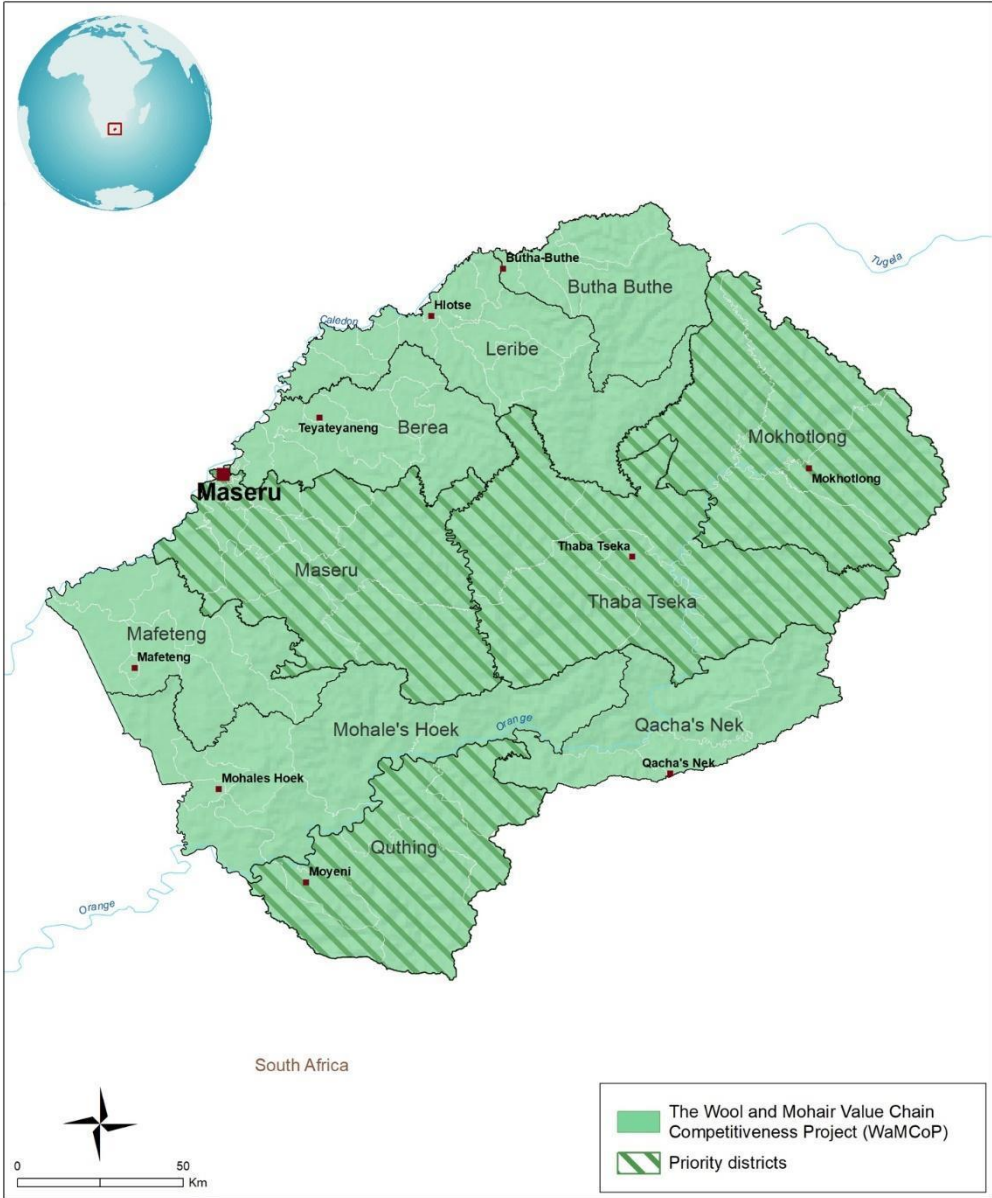 Tugela
Butha-Buthe
Butha Buthe
Hlotse
Caledon
Leribe
Teyateyaneng
Berea
Mokhotlong
Mokhotlong
Maseru
Thaba Tseka
Maseru
Thaba Tseka
Mafeteng
Mafeteng
Mohale's Hoek
Orange
Qacha's Nek
Qacha's Nek
Mohales Hoek
Quthing
Moyeni
Orange
South Africa
The Wool and Mohair Value Chain
Competitiveness Project (WaMCoP)
Priority districts
0 50
Km